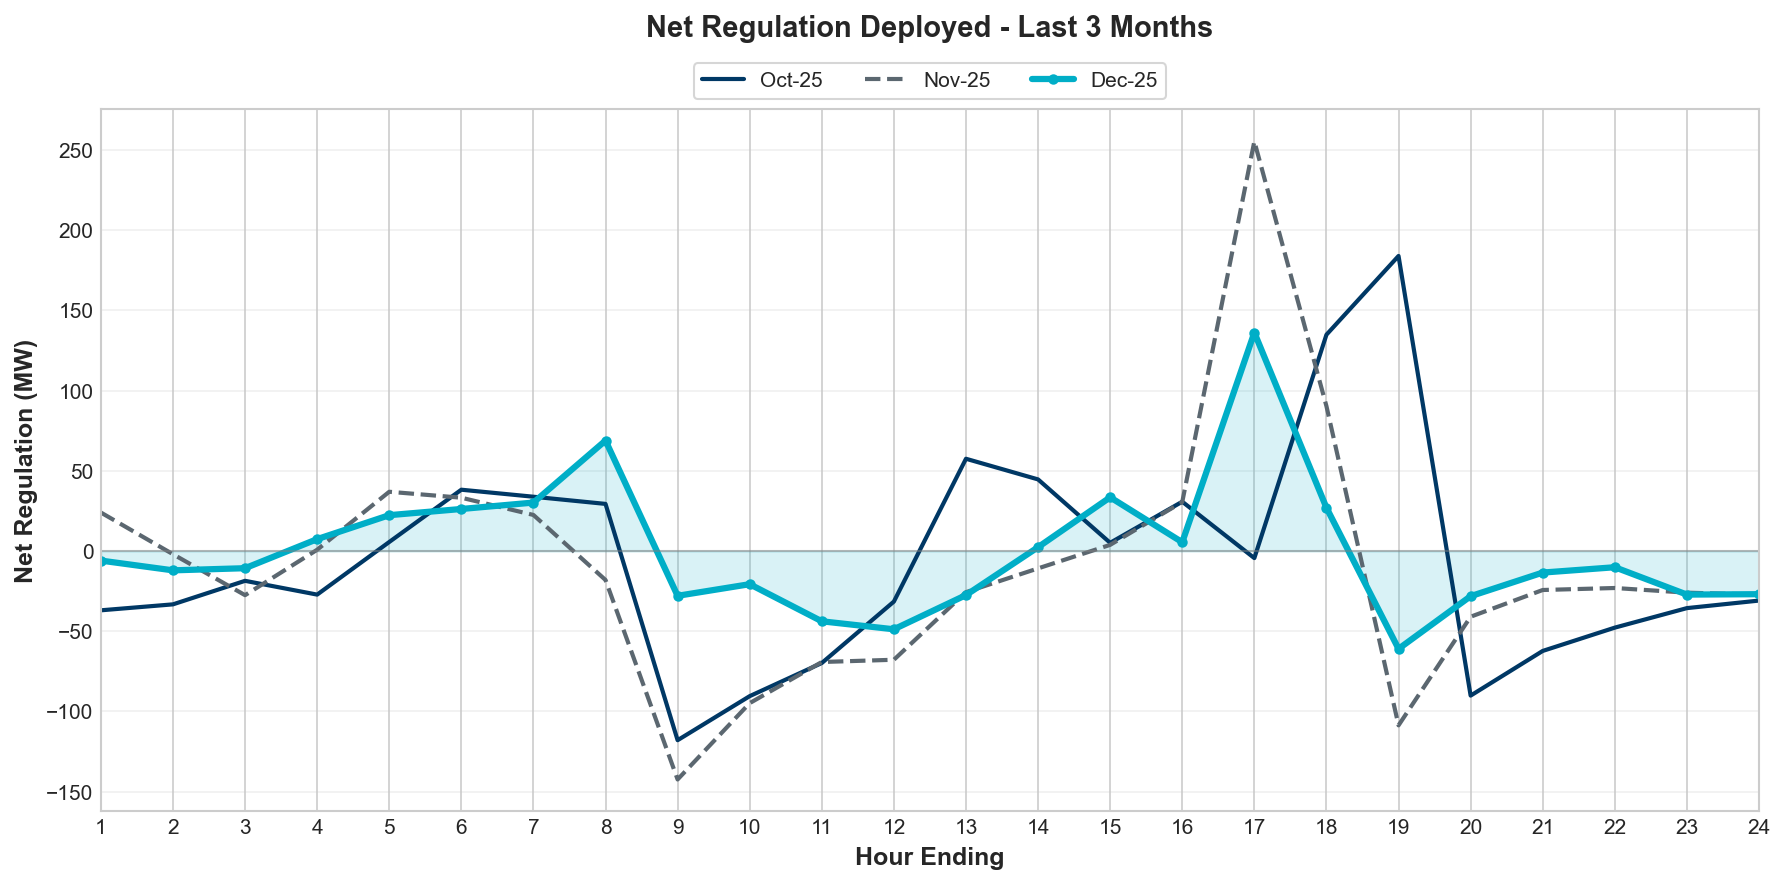 Net Regulation Deployed - Last 3 Months
Oct-25 Nov-25 Dec-25
Net Regulation (MW)
250
200
150
100
50
0
−50
−100
−150
1 2 3 4 5 6 7 8 9 10 11 12 13 14 15 16 17 18 19 20 21 22 23 24
Hour Ending